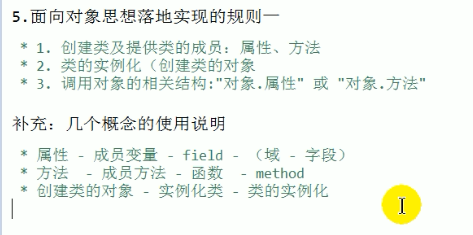 5.面向对象思想落地实现的规则一
* 1. 创建类及提供类的成员：属性、方法
* 2. 类的实例化（创建类的对象
* 3. 调用对象的相关结构:"对象.属性" 或 "对象.方法"
补充：几个概念的使用说明
* 属性 - 成员变量 - field - （域 - 字段）
* 方法 - 成员方法 - 函数 - method
* 创建类的对象 - 实例化类 - 类的实例化